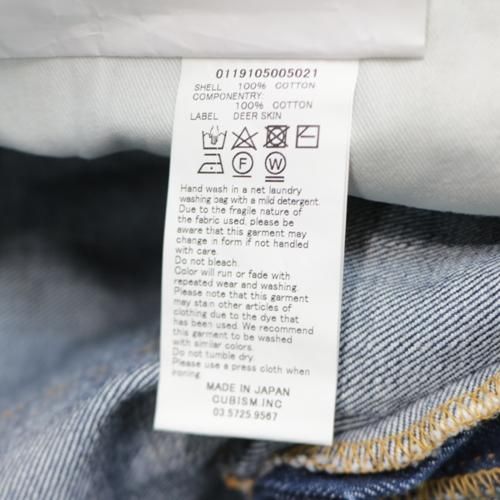 0119105005021
SHELL 100% COTTON
COMPONENTRY:
100% COTTON
LABEL DEER SKIN
F W
Hand wash in a net laundry
washing bag with a mild detergent.
Due to the fragile nature of
the fabric used, please be
aware that this garment may
change in form if not handled
with care.
Do not bleach.
Color will run or fade with
repeated wear and washing.
Please note that this garment
may stain other articles of
clothing due to the dye that
has been used. We recommend
this garment to be washed
with similar colors.
Do not tumble dry.
Please use a press cloth when
ironing.
MADE IN JAPAN
CUBISM.INC
03.5725.9567